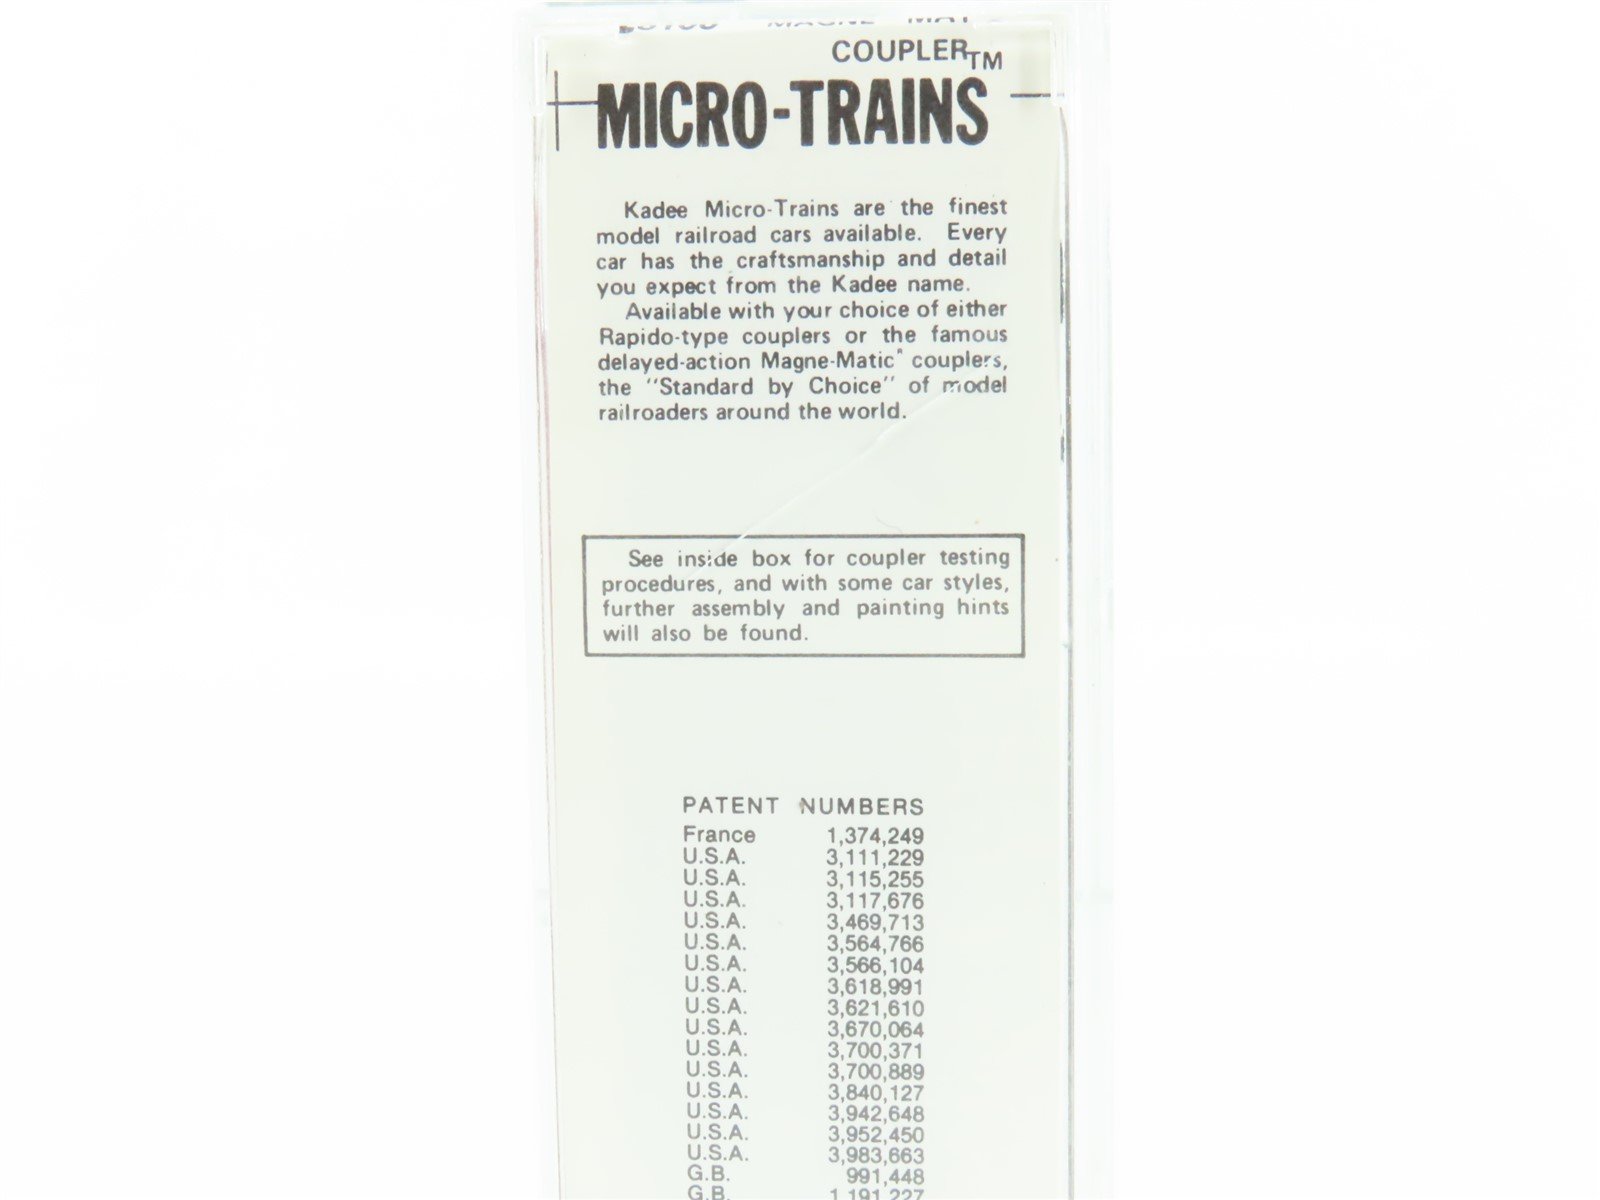 COUPLER
MICRO-TRAINS™
Kadee Micro-Trains are the finest
model railroad cars available. Every
car has the craftsmanship and detail
you expect from the Kadee name.
Available with your choice of either
Rapido-type couplers or the famous
delayed-action Magne-Matic® couplers,
the "Standard by Choice" of model
railroaders around the world.
See inside box for coupler testing
procedures, and with some car styles,
further assembly and painting hints
will also be found.
PATENT NUMBERS
France 1,374,249
U.S.A. 3,111,229
U.S.A. 3,115,255
U.S.A. 3,117,676
U.S.A. 3,469,713
U.S.A. 3,564,766
U.S.A. 3,566,104
U.S.A. 3,618,991
U.S.A. 3,621,610
U.S.A. 3,670,064
U.S.A. 3,700,371
U.S.A. 3,700,889
U.S.A. 3,840,127
U.S.A. 3,942,648
U.S.A. 3,952,450
U.S.A. 3,983,663
G.B. 991,448
G.B. 1,191,227